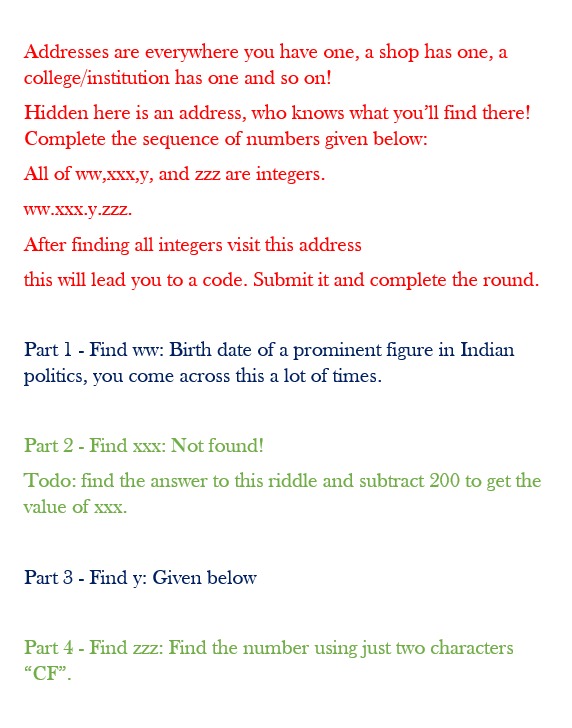 Addresses are everywhere you have one, a shop has one, a
college/institution has one and so on!
Hidden here is an address, who knows what you’ll find there!
Complete the sequence of numbers given below:
All of ww,xxx,y, and zzz are integers.
ww.xxx.y.zzz.
After finding all integers visit this address
this will lead you to a code. Submit it and complete the round.
Part 1 - Find ww: Birth date of a prominent figure in Indian
politics, you come across this a lot of times.
Part 2 - Find xxx: Not found!
Todo: find the answer to this riddle and subtract 200 to get the
value of xxx.
Part 3 - Find y: Given below
Part 4 - Find zzz: Find the number using just two characters
“CF”.